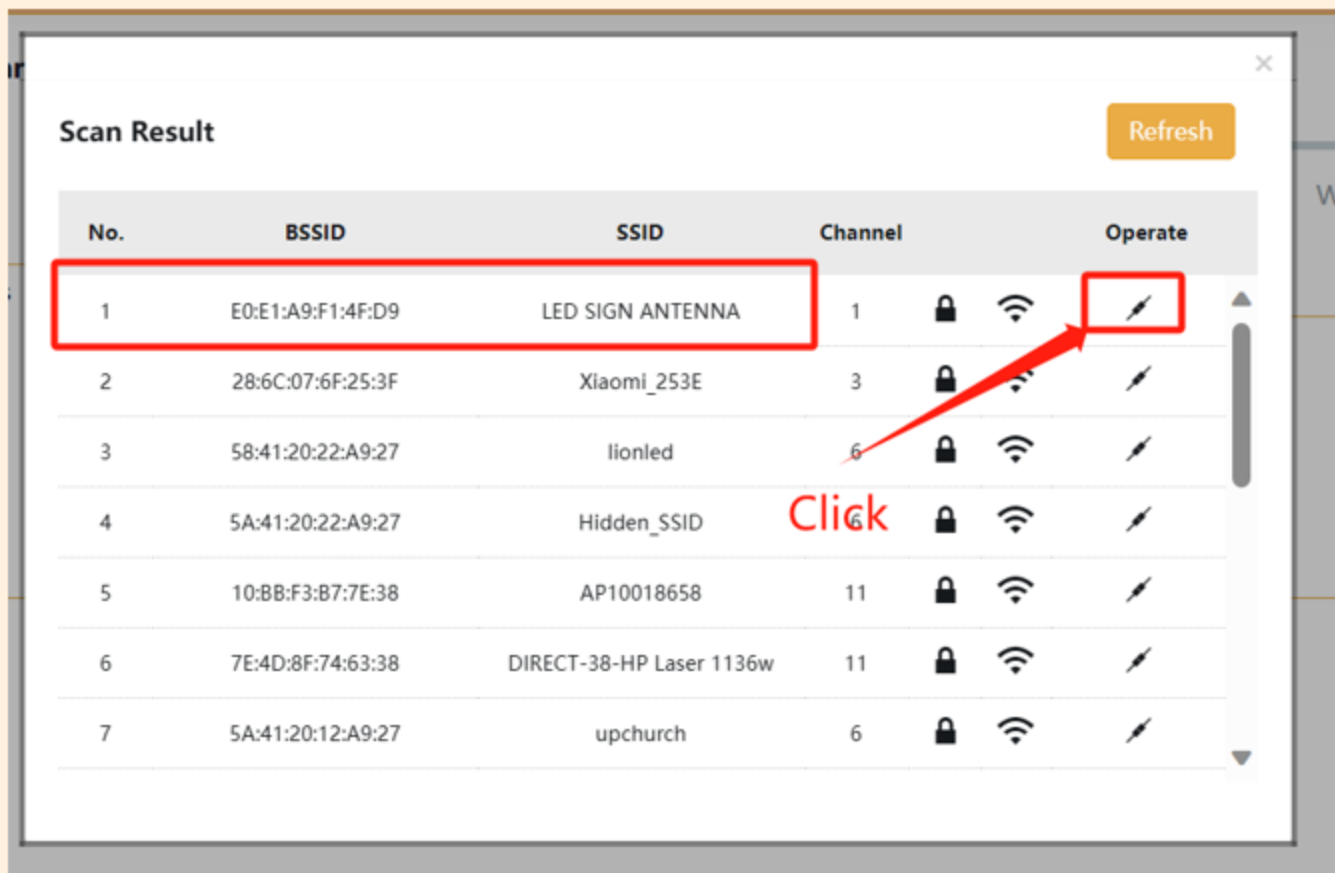 ×
Scan Result
Refresh
No. BSSID SSID Channel Operate
1 E0:E1:A9:F1:4F:D9 LED SIGN ANTENNA 1
2 28:6C:07:6F:25:3F Xiaomi_253E 3
3 58:41:20:22:A9:27 lionled 6
4 5A:41:20:22:A9:27 Hidden_SSID 6
Click
5 10:BB:F3:B7:7E:38 AP10018658 11
6 7E:4D:8F:74:63:38 DIRECT-38-HP Laser 1136w 11
7 5A:41:20:12:A9:27 upchurch 6